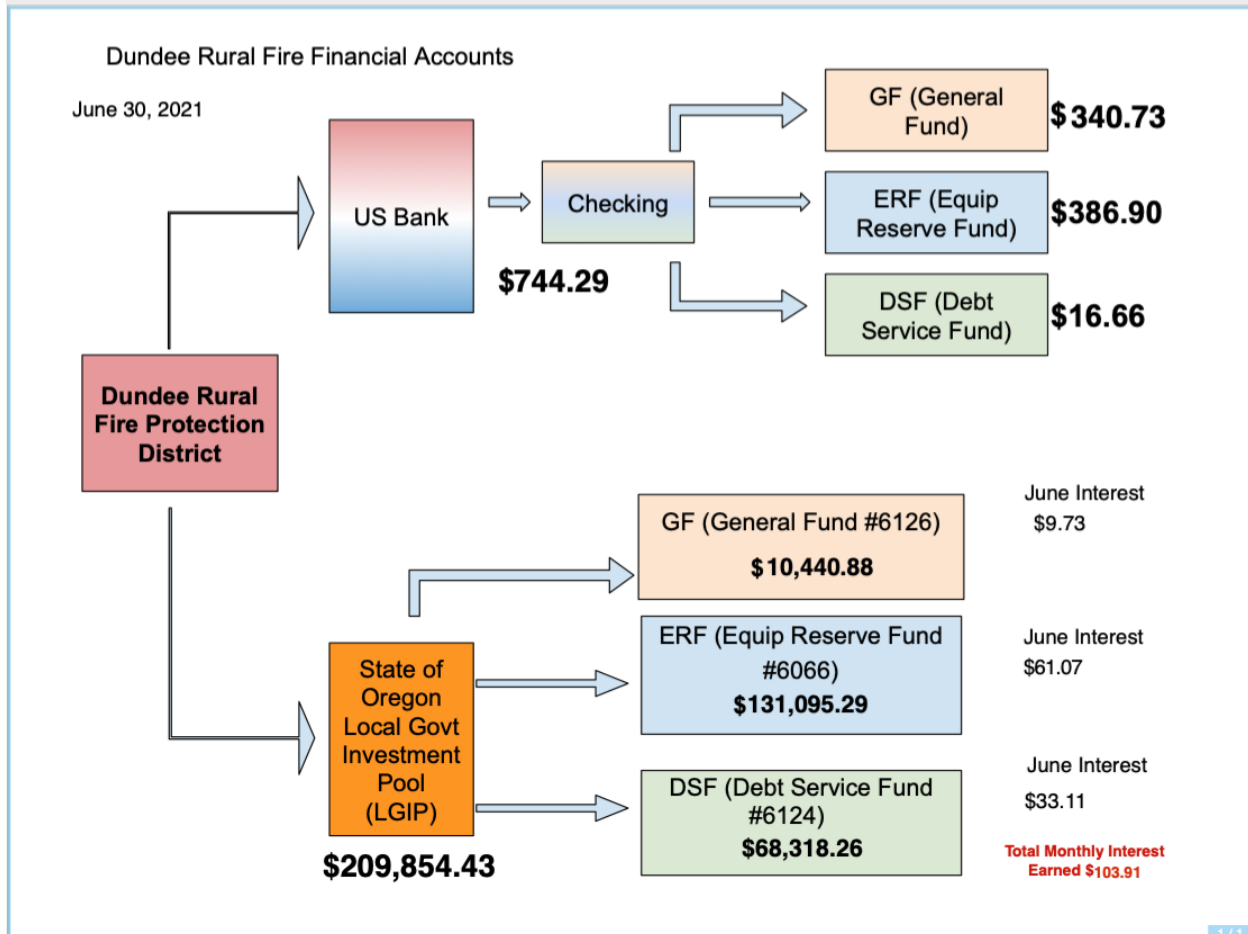 Dundee Rural Fire Financial Accounts
June 30, 2021
US Bank
Checking
$744.29
GF (General
Fund)
$340.73
ERF (Equip
Reserve Fund)
$386.90
DSF (Debt
Service Fund)
$16.66
Dundee Rural
Fire Protection
District
State of
Oregon
Local Govt
Investment
Pool
(LGIP)
$209,854.43
GF (General Fund #6126)
$10,440.88
June Interest
$9.73
ERF (Equip Reserve Fund
#6066)
$131,095.29
June Interest
$61.07
DSF (Debt Service Fund
#6124)
$68,318.26
June Interest
$33.11
Total Monthly Interest
Earned $103.91